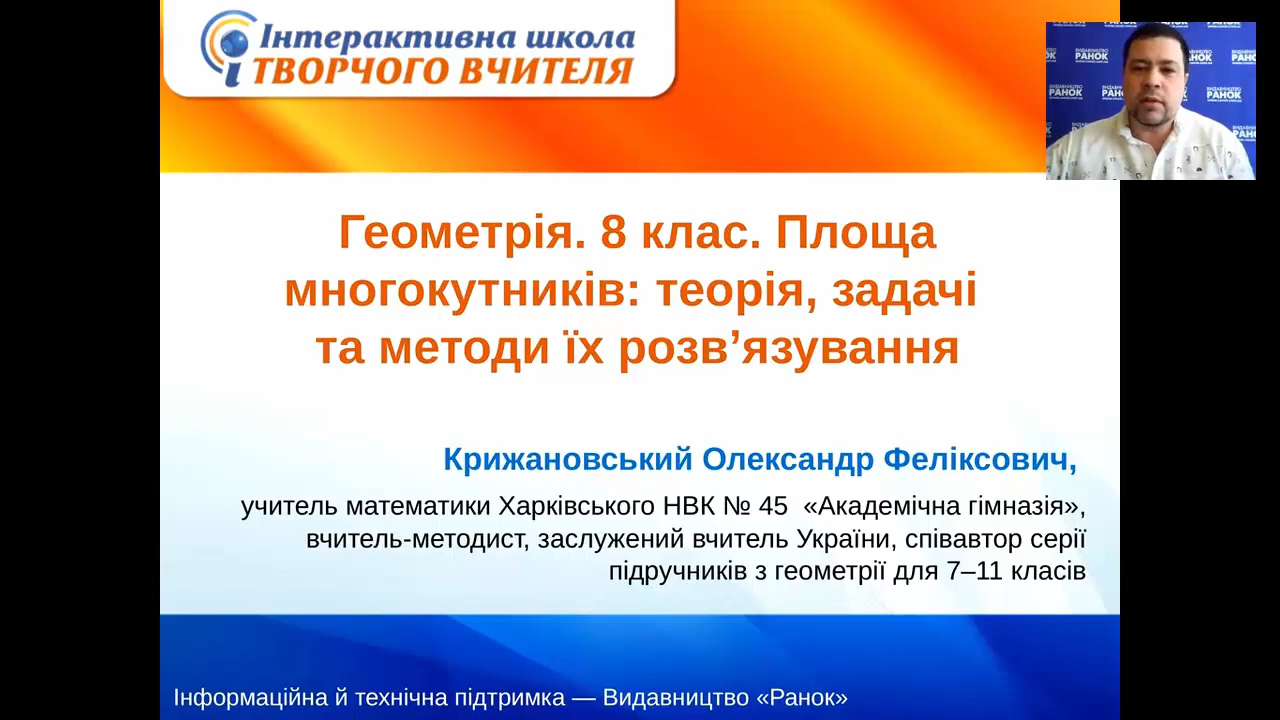 Інтерактивна школа
ТВОРЧОГО ВЧИТЕЛЯ
ВИДАВНИЦТВО
РАНОК
Геометрія. 8 клас. Площа
многокутників: теорія, задачі
та методи їх розв’язування
Крижановський Олександр Феліксович,
учитель математики Харківського НВК № 45 «Академічна гімназія»,
вчитель-методист, заслужений вчитель України, співавтор серії
підручників з геометрії для 7–11 класів
Інформаційна й технічна підтримка — Видавництво «Ранок»